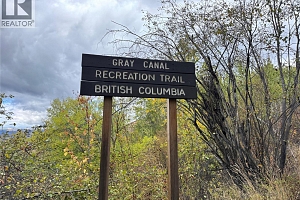 REALTOR®
GRAY CANAL
RECREATION TRAIL
BRITISH COLUMBIA